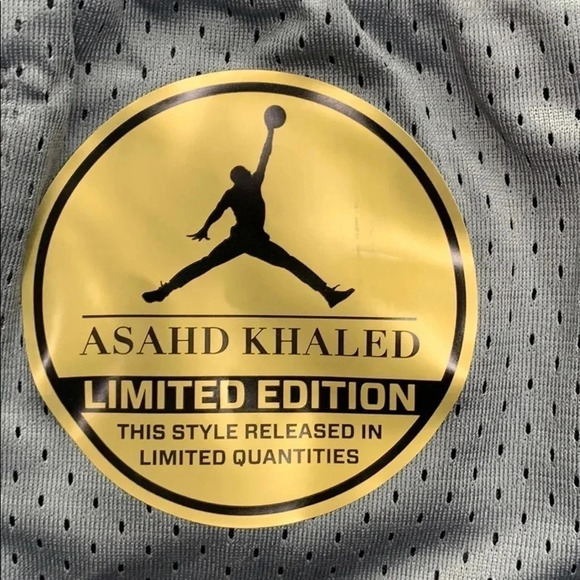 ASAHD KHALED
LIMITED EDITION
THIS STYLE RELEASED IN
LIMITED QUANTITIES